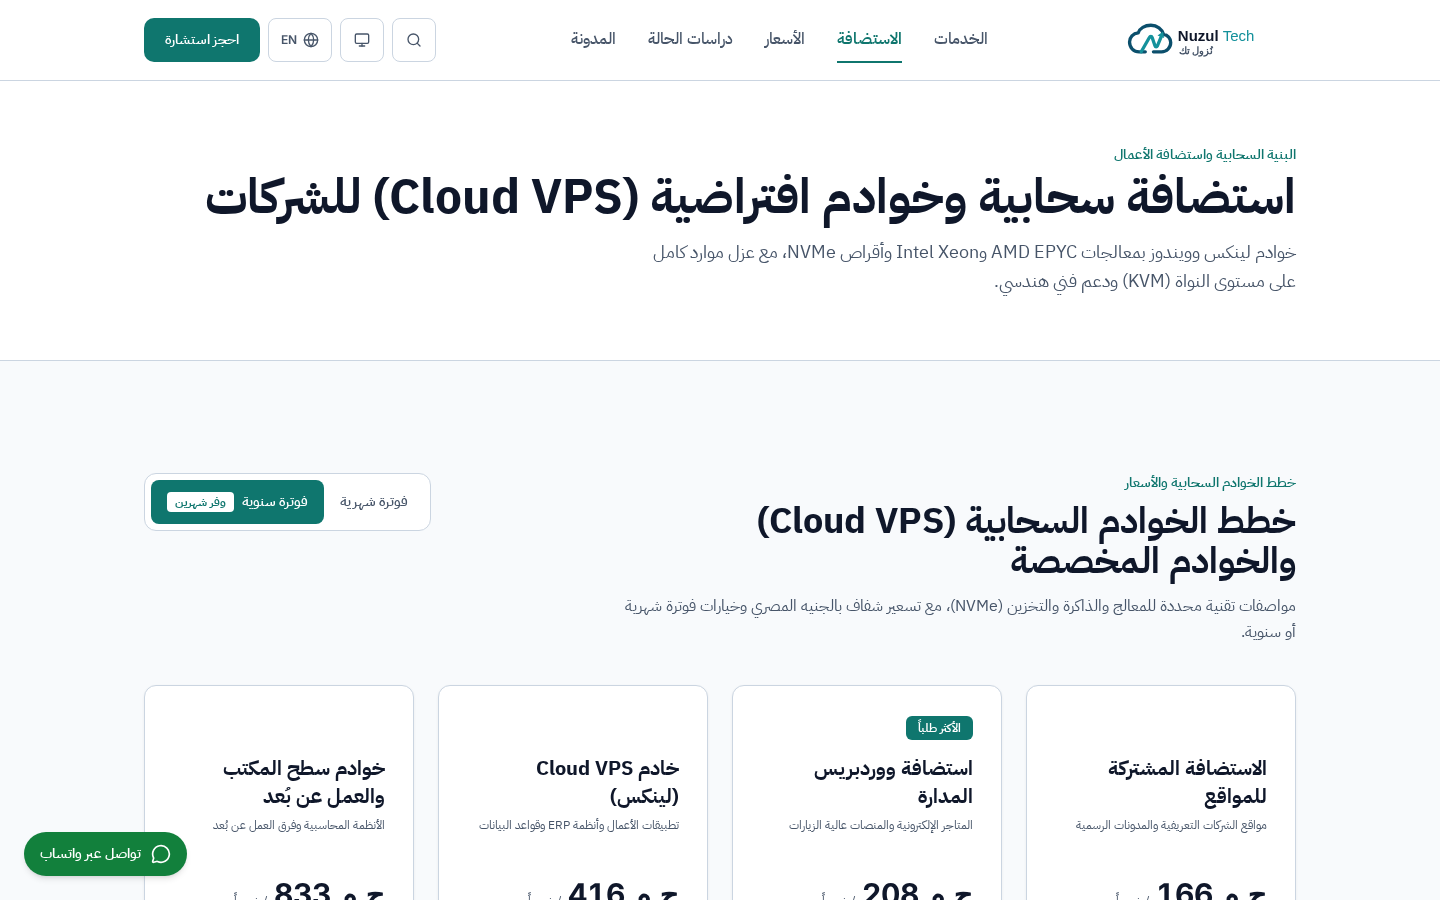 Nuzul Tech
نُزول تك
الخدمات
الاستضافة
الأسعار
دراسات الحالة
المدونة
EN
احجز استشارة
البنية السحابية واستضافة الأعمال
استضافة سحابية وخوادم افتراضية (Cloud VPS) للشركات
خوادم لينكس وويندوز بمعالجات AMD EPYC وIntel Xeon وأقراص NVMe، مع عزل موارد كامل
على مستوى النواة (KVM) ودعم فني هندسي.
خطط الخوادم السحابية والأسعار
خطط الخوادم السحابية (Cloud VPS)
والخوادم المخصصة
مواصفات تقنية محددة للمعالج والذاكرة والتخزين (NVMe)، مع تسعير شفاف بالجنيه المصري وخيارات فوترة شهرية
أو سنوية.
فوترة شهرية
فوترة سنوية
وفر شهرين
الاستضافة المشتركة
للمواقع
مواقع الشركات التعريفية والمدونات الرسمية
166 ج.م
الأكثر طلباً
استضافة ووردبريس
المدارة
المتاجر الإلكترونية والمنصات عالية الزيارات
208 ج.م
خادم Cloud VPS
(لينكس)
تطبيقات الأعمال وأنظمة ERP وقواعد البيانات
416 ج.م
خوادم سطح المكتب
والعمل عن بُعد
الأنظمة المحاسبية وفرق العمل عن بُعد
833 ج.م
تواصل عبر واتساب